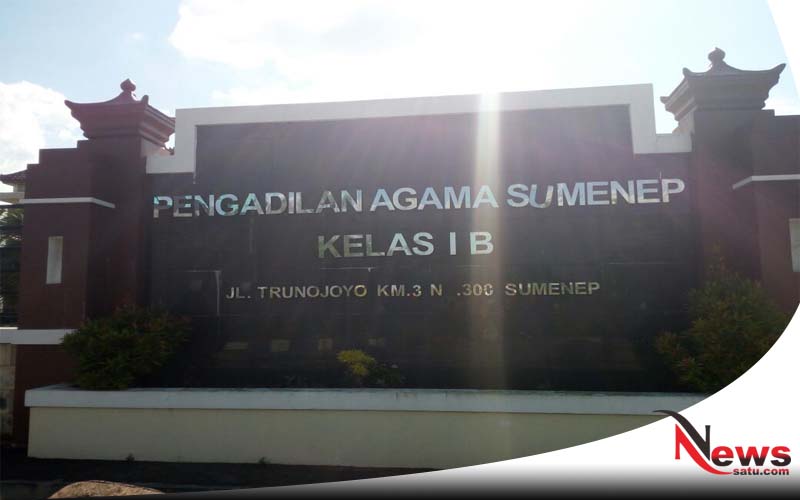 PENGADILAN AGAMA SUMENEP
KELAS I B
JL. TRUNOJOYO KM.3 N .300 SUMENEP
News
satu.com